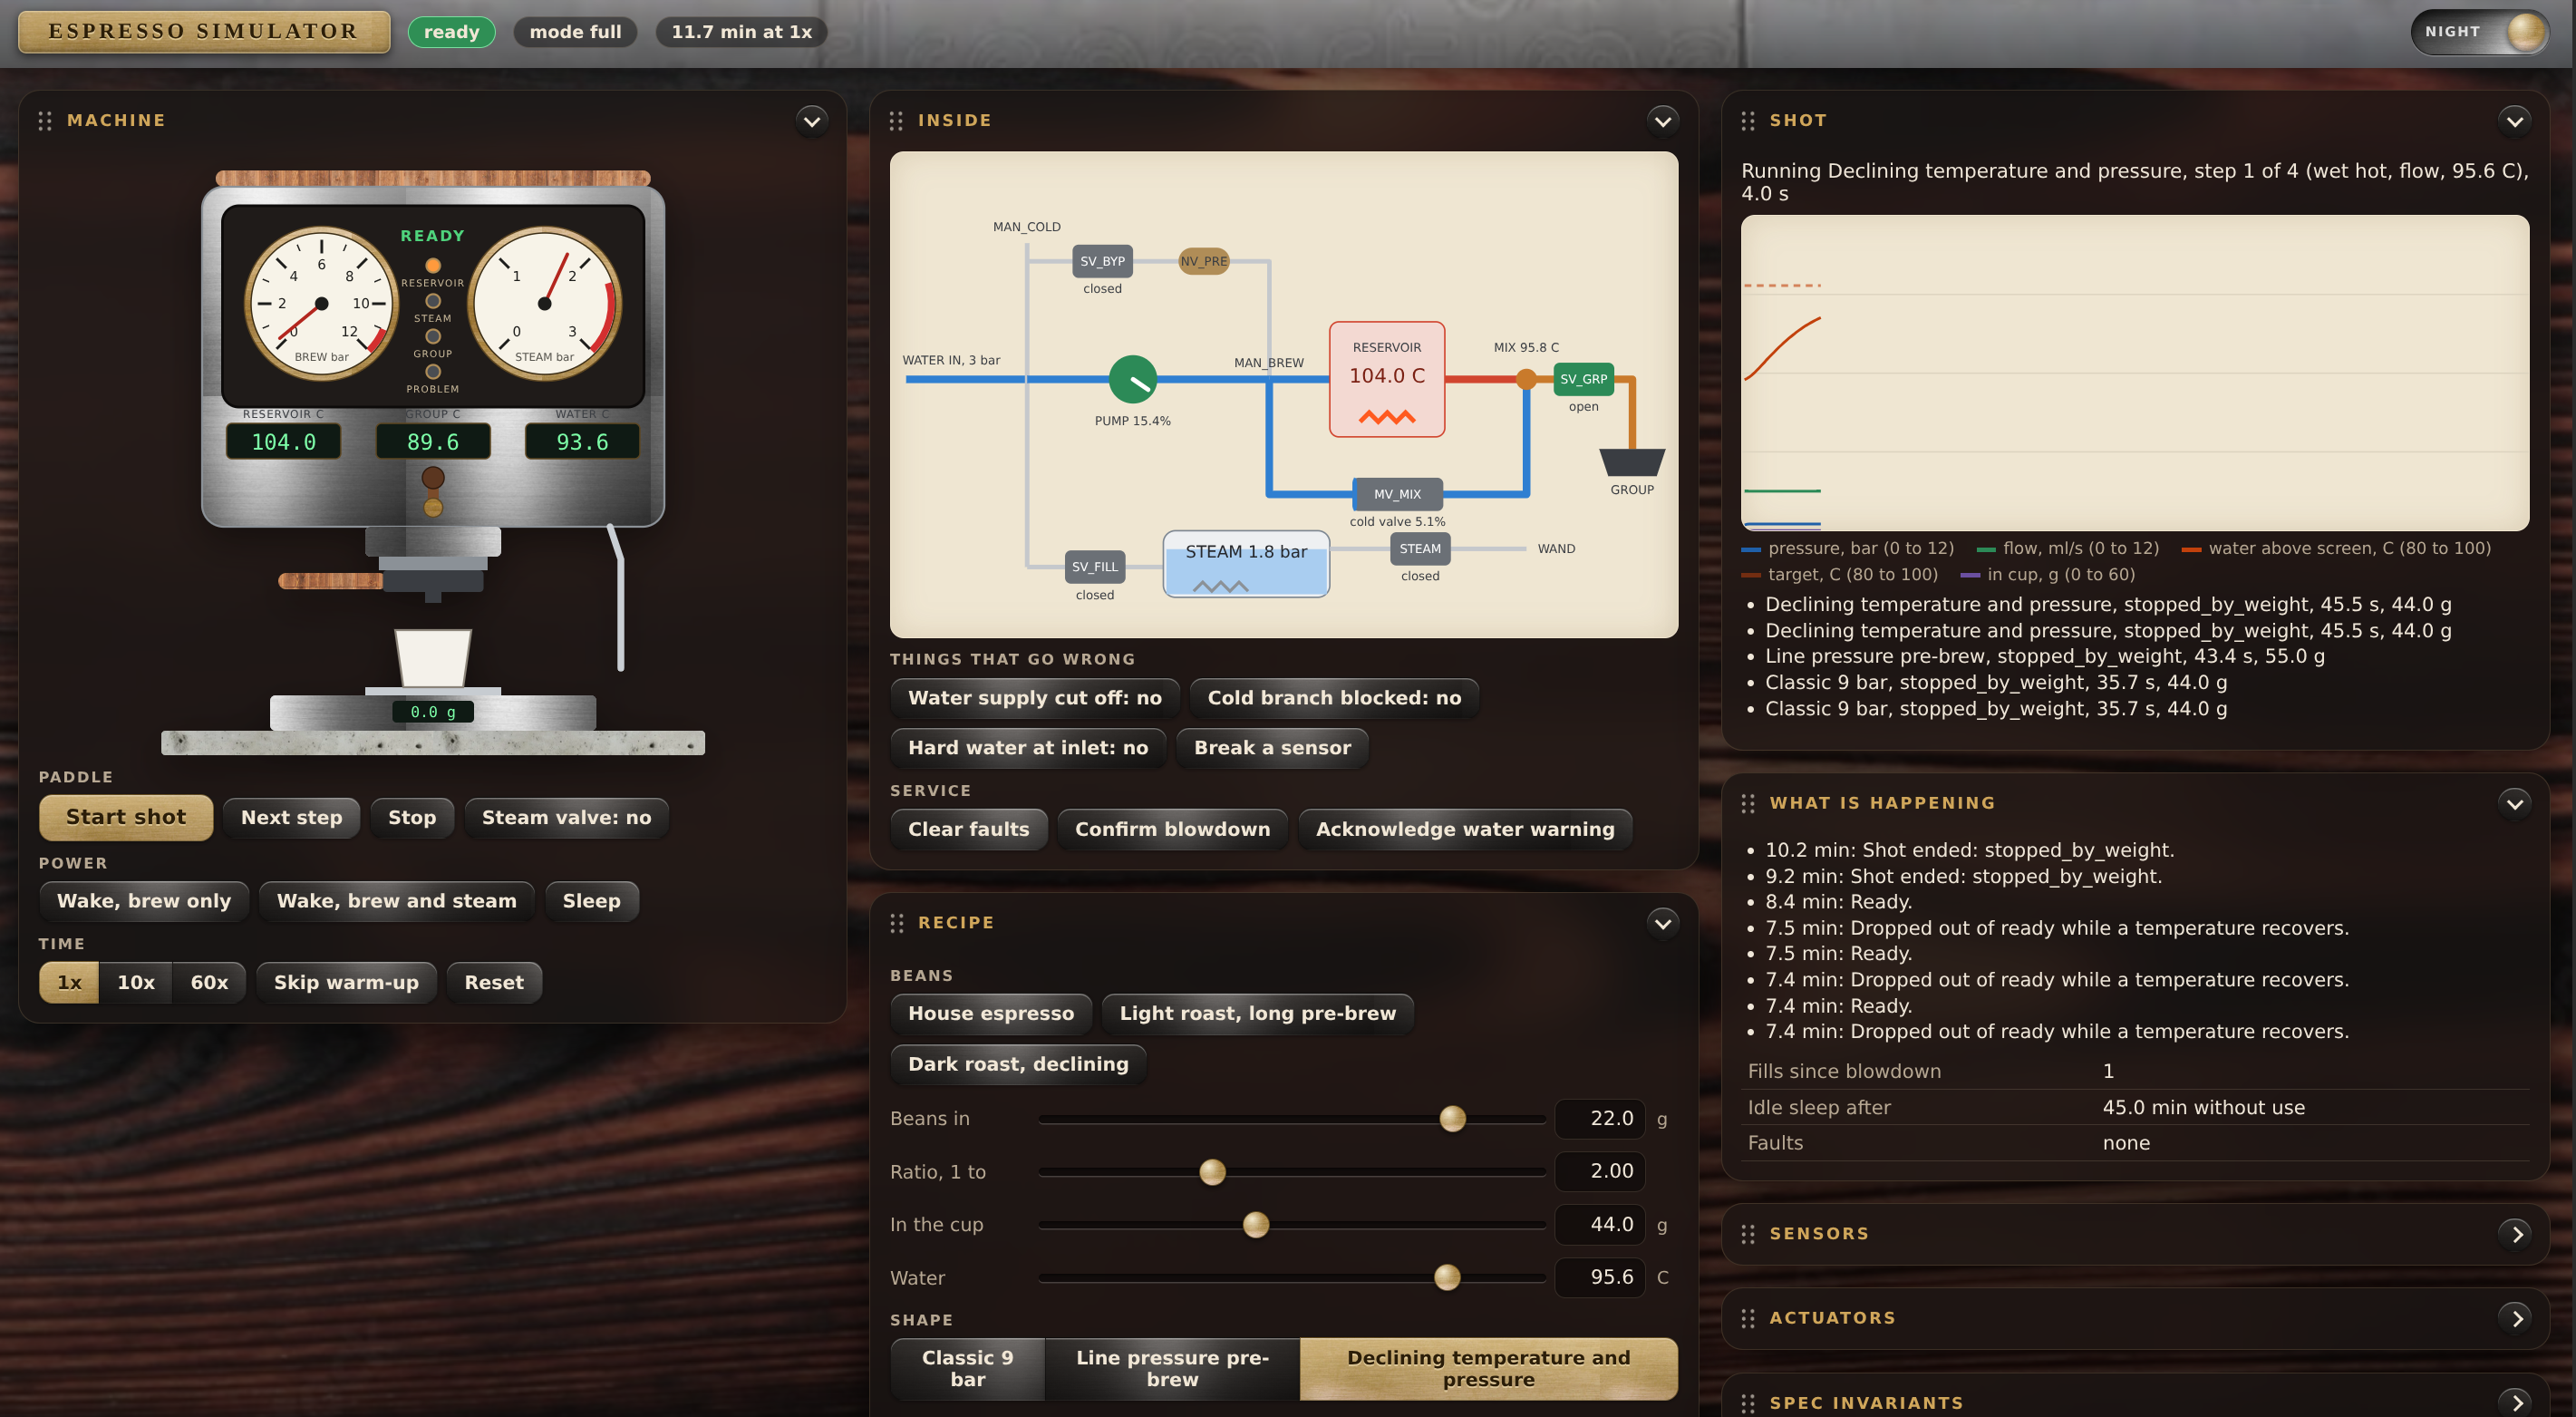 ESPRESSO SIMULATOR
ready
mode full
11.7 min at 1x
NIGHT
MACHINE
READY
0 2 4 6 8 10 12
BREW bar
RESERVOIR
STEAM
GROUP
PROBLEM
0 1 2 3
STEAM bar
RESERVOIR C
GROUP C
WATER C
104.0
89.6
93.6
0.0 g
PADDLE
Start shot
Next step
Stop
Steam valve: no
POWER
Wake, brew only
Wake, brew and steam
Sleep
TIME
1x
10x
60x
Skip warm-up
Reset
INSIDE
MAN_COLD
SV_BYP
closed
NV_PRE
WATER IN, 3 bar
PUMP 15.4%
MAN_BREW
RESERVOIR
104.0 C
MIX 95.8 C
SV_GRP
open
GROUP
MV_MIX
cold valve 5.1%
SV_FILL
closed
STEAM 1.8 bar
STEAM
closed
WAND
THINGS THAT GO WRONG
Water supply cut off: no
Cold branch blocked: no
Hard water at inlet: no
Break a sensor
SERVICE
Clear faults
Confirm blowdown
Acknowledge water warning
RECIPE
BEANS
House espresso
Light roast, long pre-brew
Dark roast, declining
Beans in
22.0 g
Ratio, 1 to
2.00
In the cup
44.0 g
Water
95.6 C
SHAPE
Classic 9
bar
Line pressure pre-
brew
Declining temperature and
pressure
SHOT
Running Declining temperature and pressure, step 1 of 4 (wet hot, flow, 95.6 C),
4.0 s
pressure, bar (0 to 12)
flow, ml/s (0 to 12)
water above screen, C (80 to 100)
target, C (80 to 100)
in cup, g (0 to 60)
Declining temperature and pressure, stopped_by_weight, 45.5 s, 44.0 g
Declining temperature and pressure, stopped_by_weight, 45.5 s, 44.0 g
Line pressure pre-brew, stopped_by_weight, 43.4 s, 55.0 g
Classic 9 bar, stopped_by_weight, 35.7 s, 44.0 g
Classic 9 bar, stopped_by_weight, 35.7 s, 44.0 g
WHAT IS HAPPENING
10.2 min: Shot ended: stopped_by_weight.
9.2 min: Shot ended: stopped_by_weight.
8.4 min: Ready.
7.5 min: Dropped out of ready while a temperature recovers.
7.5 min: Ready.
7.4 min: Dropped out of ready while a temperature recovers.
7.4 min: Ready.
7.4 min: Dropped out of ready while a temperature recovers.
Fills since blowdown 1
Idle sleep after 45.0 min without use
Faults none
SENSORS
ACTUATORS
SPEC INVARIANTS